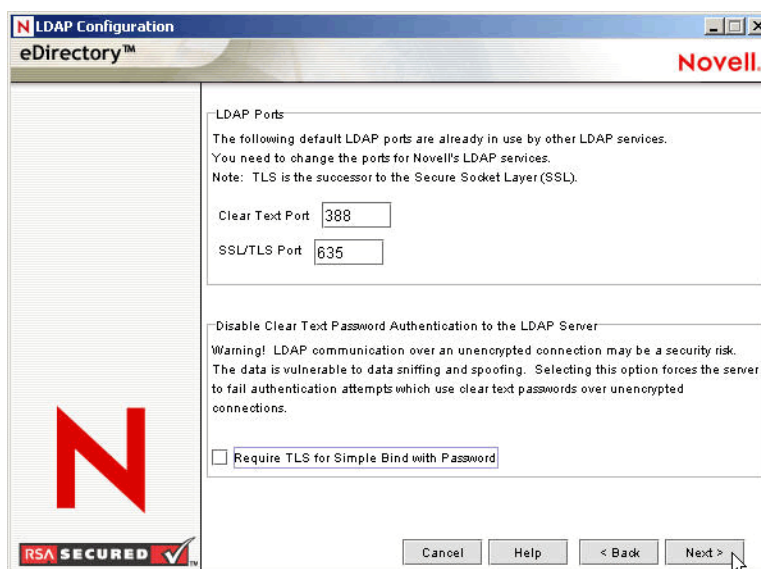 N LDAP Configuration
eDirectory™
Novell.
LDAP Ports
The following default LDAP ports are already in use by other LDAP services.
You need to change the ports for Novell's LDAP services.
Note: TLS is the successor to the Secure Socket Layer (SSL).
Clear Text Port 388
SSL/TLS Port 635
Disable Clear Text Password Authentication to the LDAP Server
Warning! LDAP communication over an unencrypted connection may be a security risk.
The data is vulnerable to data sniffing and spoofing. Selecting this option forces the server
to fail authentication attempts which use clear text passwords over unencrypted
connections.
Require TLS for Simple Bind with Password
N
RSA SECURED ™
Cancel Help < Back Next >